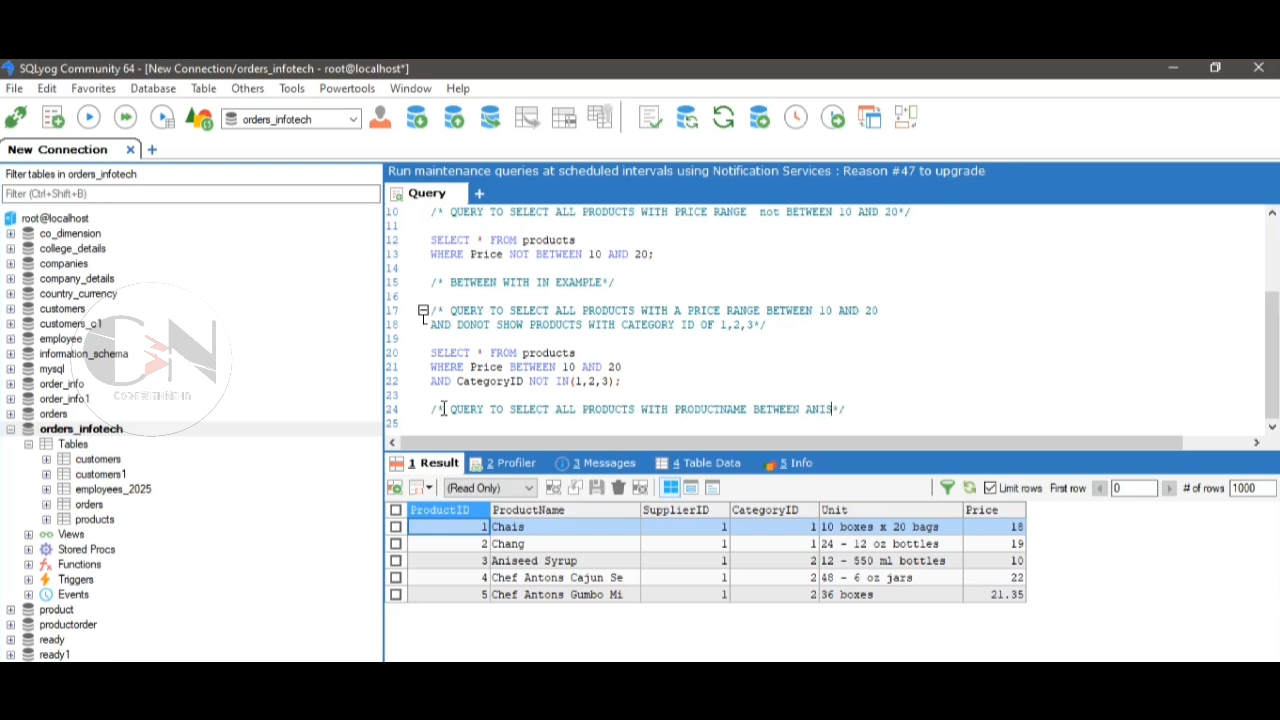 SQLyog Community 64 - [New Connection/orders_infotech - root@localhost*]
File Edit Favorites Database Table Others Tools Powertools Window Help
orders_infotech
New Connection
Filter tables in orders_infotech
Filter (Ctrl+Shift+B)
root@localhost
co_dimension
college_details
companies
company_details
country_currency
customers
customers_c1
employee
information_schema
mysql
order_info
order_info1
orders
orders_infotech
Tables
customers
customers1
employees_2025
orders
products
Views
Stored Procs
Functions
Triggers
Events
product
productorder
ready
ready1
CODEWITHNEHU
Run maintenance queries at scheduled intervals using Notification Services : Reason #47 to upgrade
Query
10 /* QUERY TO SELECT ALL PRODUCTS WITH PRICE RANGE not BETWEEN 10 AND 20*/
11
12 SELECT * FROM products
13 WHERE Price NOT BETWEEN 10 AND 20;
14
15 /* BETWEEN WITH IN EXAMPLE*/
16
17 /* QUERY TO SELECT ALL PRODUCTS WITH A PRICE RANGE BETWEEN 10 AND 20
18 AND DONOT SHOW PRODUCTS WITH CATEGORY ID OF 1,2,3*/
19
20 SELECT * FROM products
21 WHERE Price BETWEEN 10 AND 20
22 AND CategoryID NOT IN(1,2,3);
23
24 /* QUERY TO SELECT ALL PRODUCTS WITH PRODUCTNAME BETWEEN ANIS*/
25
1 Result 2 Profiler 3 Messages 4 Table Data 5 Info
(Read Only) Limit rows First row 0 # of rows 1000
ProductID ProductName SupplierID CategoryID Unit Price
1 Chais 1 1 10 boxes x 20 bags 18
2 Chang 1 1 24 - 12 oz bottles 19
3 Aniseed Syrup 1 2 12 - 550 ml bottles 10
4 Chef Antons Cajun Se 1 2 48 - 6 oz jars 22
5 Chef Antons Gumbo Mi 1 2 36 boxes 21.35